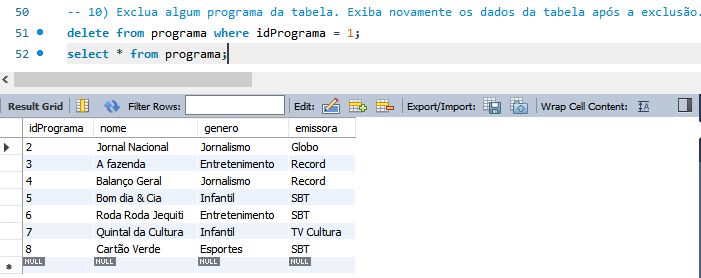 50 -- 10) Exclua algum programa da tabela. Exiba novamente os dados da tabela após a exclusão.
51 delete from programa where idPrograma = 1;
52 select * from programa;
Result Grid Filter Rows: Edit: Export/Import: Wrap Cell Content: IA
idPrograma nome genero emissora
2 Jornal Nacional Jornalismo Globo
3 A fazenda Entretenimento Record
4 Balanço Geral Jornalismo Record
5 Bom dia & Cia Infantil SBT
6 Roda Roda Jequiti Entretenimento SBT
7 Quintal da Cultura Infantil TV Cultura
8 Cartão Verde Esportes SBT
NULL NULL NULL NULL